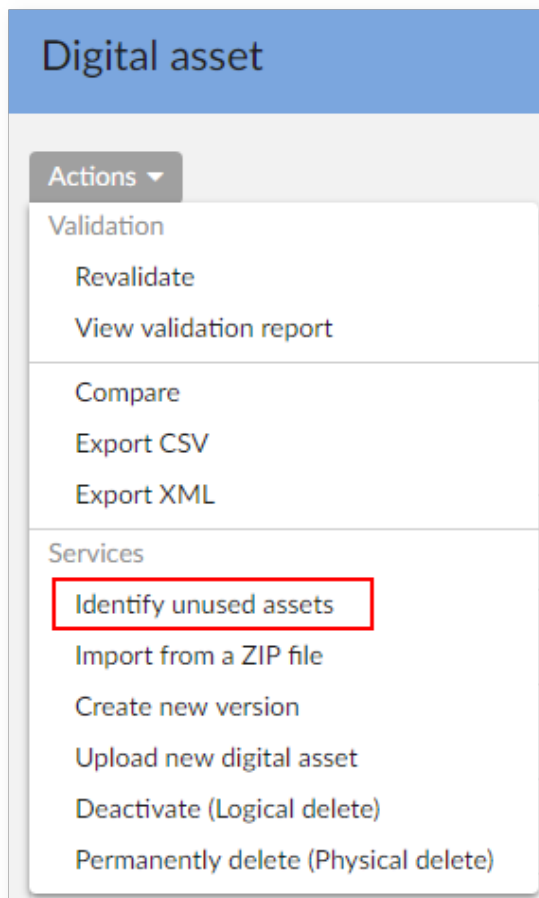 Digital asset
Actions
Validation
Revalidate
View validation report
Compare
Export CSV
Export XML
Services
Identify unused assets
Import from a ZIP file
Create new version
Upload new digital asset
Deactivate (Logical delete)
Permanently delete (Physical delete)